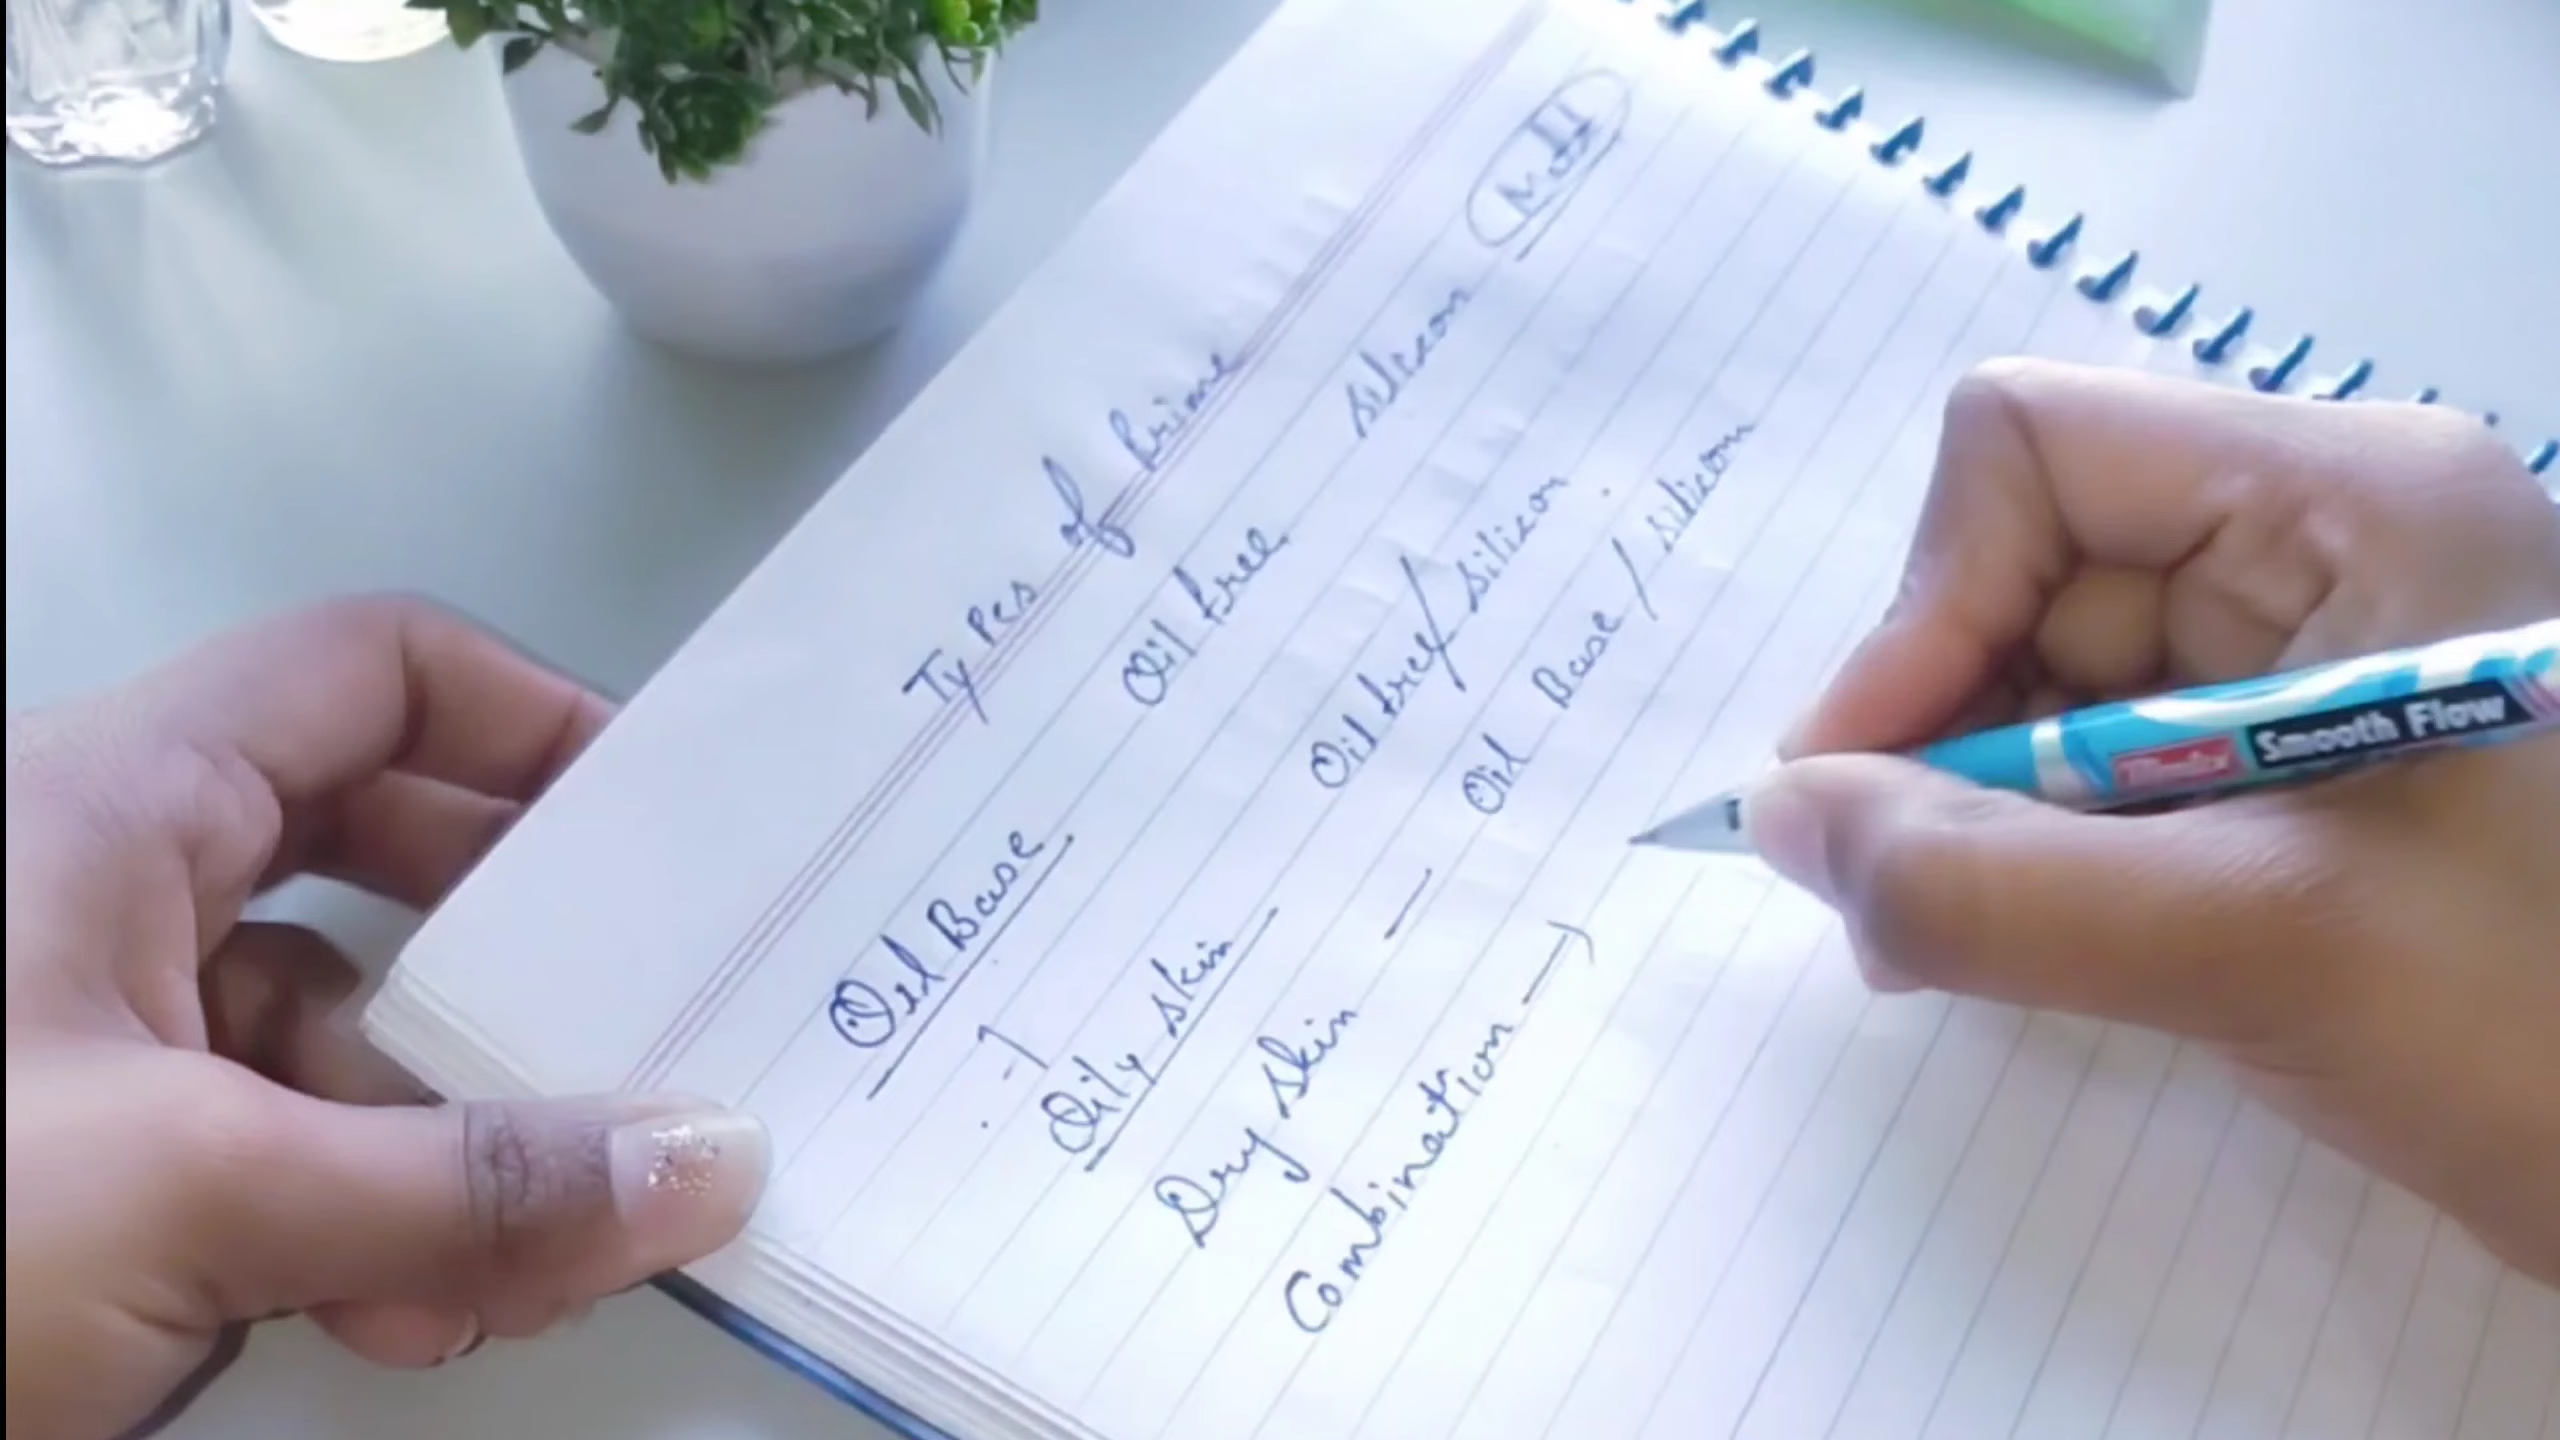 Types of Prime
Oil Base Oil free silicon Matt
Oily skin Oil free/silicon
Dry skin — Oil Base / silicon
Combination →
Smooth Flow